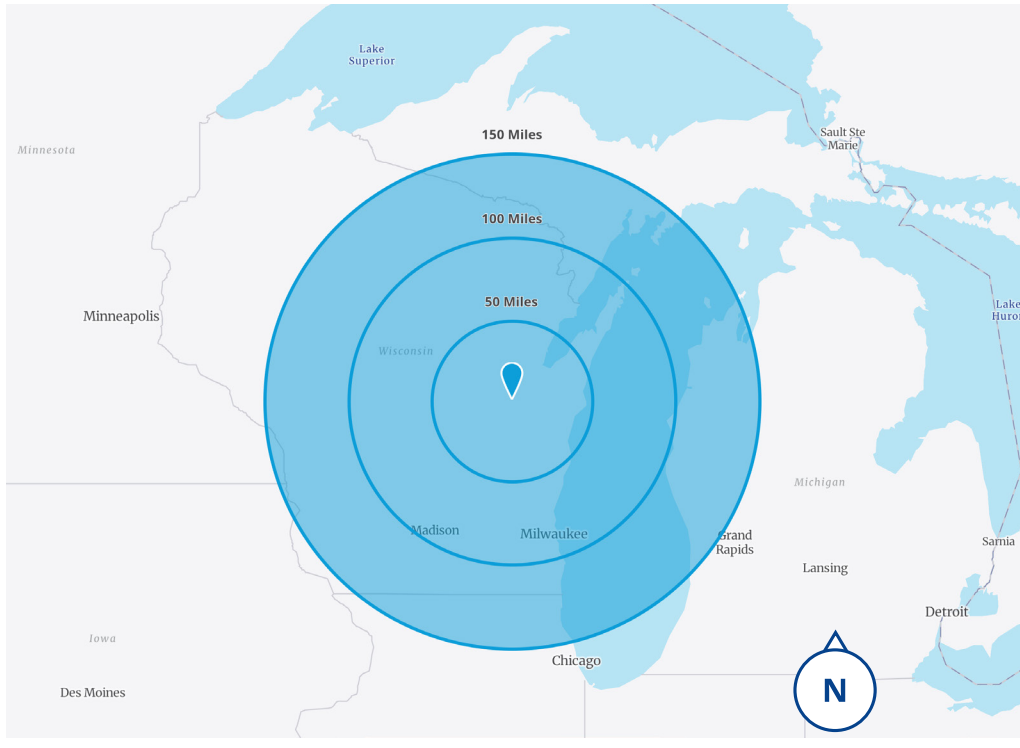 Lake
Superior
150 Miles
Sault Ste
Marie
Minnesota
100 Miles
50 Miles
Lake
Huron
Minneapolis
Wisconsin
Michigan
Madison
Milwaukee
Grand
Rapids
Sarnia
Lansing
Detroit
Iowa
Chicago
Des Moines
N